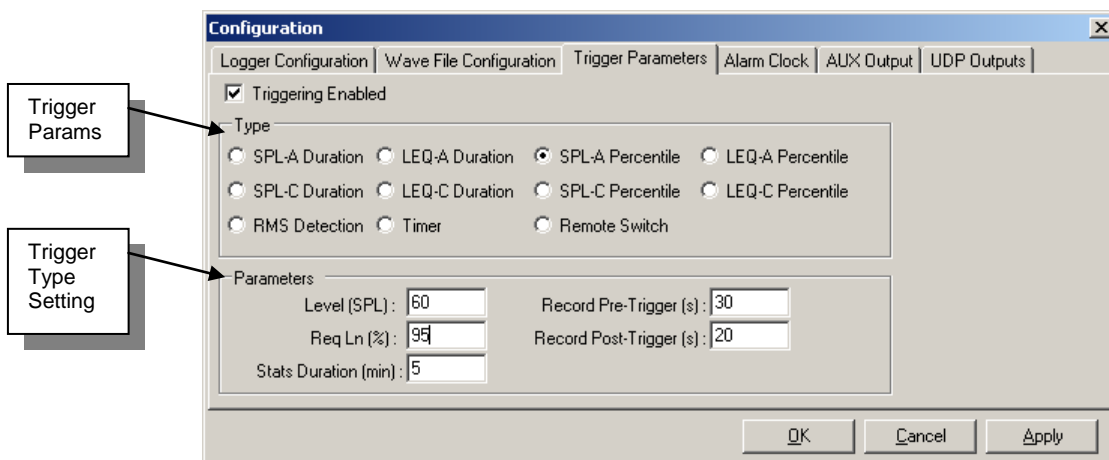 Configuration
Logger Configuration Wave File Configuration Trigger Parameters Alarm Clock AUX Output UDP Outputs
Triggering Enabled
Trigger
Params
Type
SPL-A Duration LEQ-A Duration SPL-A Percentile LEQ-A Percentile
SPL-C Duration LEQ-C Duration SPL-C Percentile LEQ-C Percentile
RMS Detection Timer Remote Switch
Trigger
Type
Setting
Parameters
Level (SPL) : 60 Record Pre-Trigger (s) : 30
Req Ln (%) : 95 Record Post-Trigger (s) : 20
Stats Duration (min) : 5
OK Cancel Apply